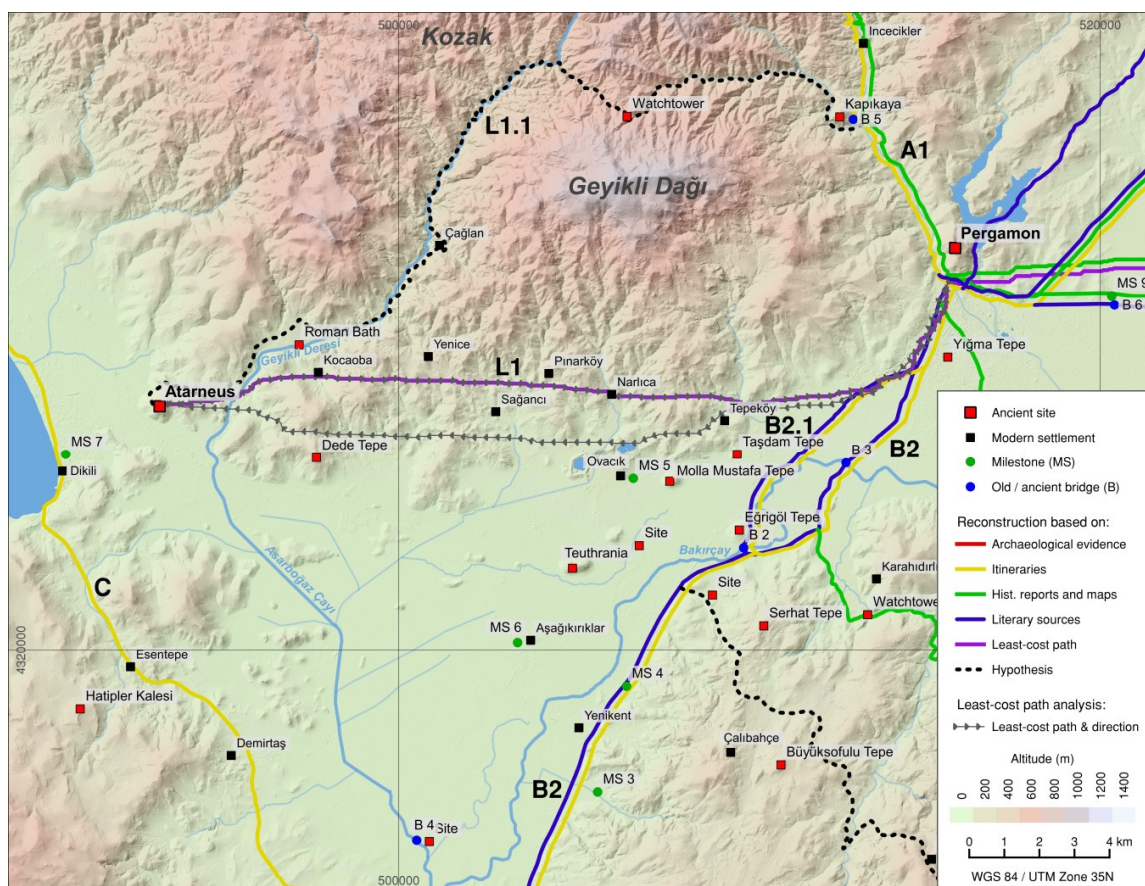 500000
520000
Kozak
Incecikler
Watchtower
Kapıkaya
B 5
L1.1
A1
Geyikli Dağı
Çağlan
Pergamon
MS 9
B 6
Roman Bath
Geyikli Deresi
Kocaoba
Yenice
L1
Pınarköy
Yığma Tepe
Atarneus
Narlıca
Sağancı
Tepeköy
B2.1
B2
MS 7
Dikili
Dede Tepe
Taşdam Tepe
B 3
Ovacık
MS 5
Molla Mustafa Tepe
Eğrigöl Tepe
B 2
Site
Bakırçay
Teuthrania
Asarboğaz Çayı
C
Site
Karahıdırlı
Watchtower
Serhat Tepe
MS 6
Aşağıkırıklar
4320000
Esentepe
MS 4
Hatipler Kalesi
Yenikent
Demirtaş
Çalıbahçe
Büyüksofulu Tepe
B2
MS 3
B 4
Site
500000
Ancient site
Modern settlement
Milestone (MS)
Old / ancient bridge (B)
Reconstruction based on:
Archaeological evidence
Itineraries
Hist. reports and maps
Literary sources
Least-cost path
Hypothesis
Least-cost path analysis:
Least-cost path & direction
Altitude (m)
0 200 400 600 800 1000 1200 1400
0 1 2 3 4 km
WGS 84 / UTM Zone 35N